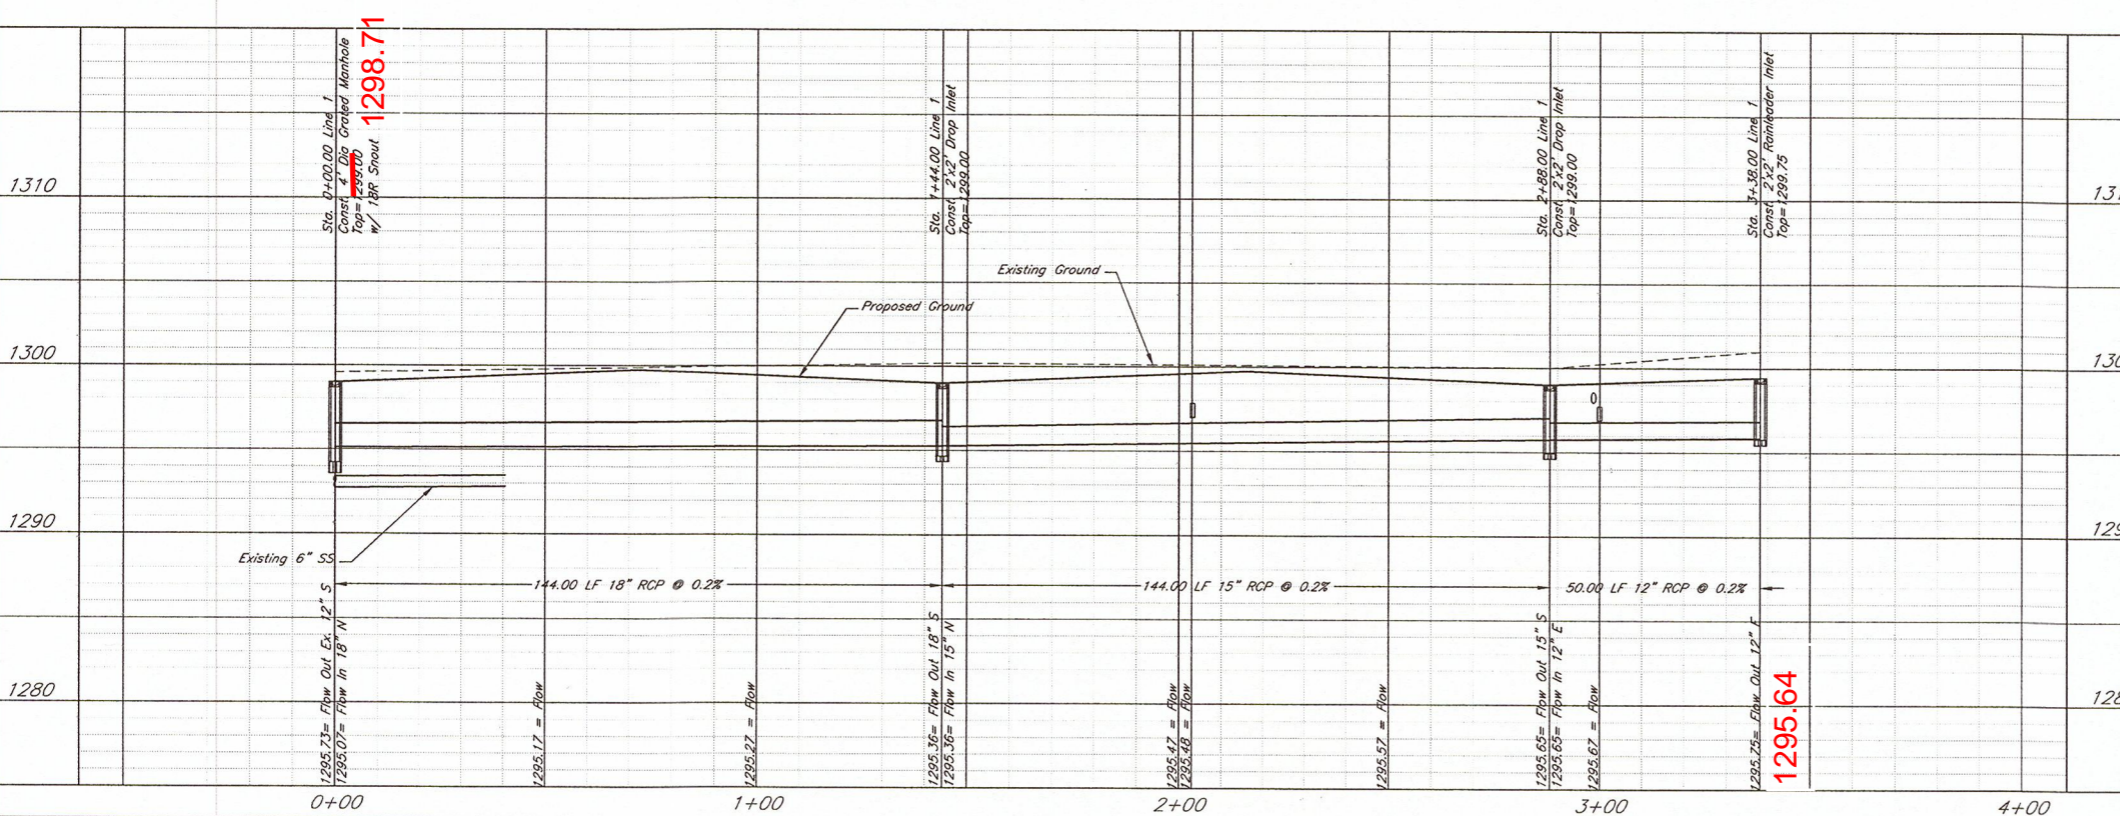 Sta. 0+00.00 Line 1
Const. 4' Dia Grated Manhole
Top=1299.00
w/ 18R Snout
1298.71
Sta. 1+44.00 Line 1
Const. 2'x2' Drop Inlet
Top=1299.00
Sta. 2+88.00 Line 1
Const. 2'x2' Drop Inlet
Top=1299.00
Sta. 3+38.00 Line 1
Const. 2'x2' Rainleader Inlet
Top=1299.75
1310
131
Existing Ground
Proposed Ground
1300
130
1290
129
Existing 6" SS
144.00 LF 18" RCP @ 0.2%
144.00 LF 15" RCP @ 0.2%
50.00 LF 12" RCP @ 0.2%
1280
128
1295.73= Flow Out Ex. 12" S
1295.07= Flow In 18" N
1295.17 = Flow
1295.27 = Flow
1295.36= Flow Out 18" S
1295.36= Flow In 15" N
1295.47 = Flow
1295.48 = Flow
1295.57 = Flow
1295.65= Flow Out 15" S
1295.65= Flow In 12" E
1295.67 = Flow
1295.75= Flow Out 12"
1295.64
0+00
1+00
2+00
3+00
4+00